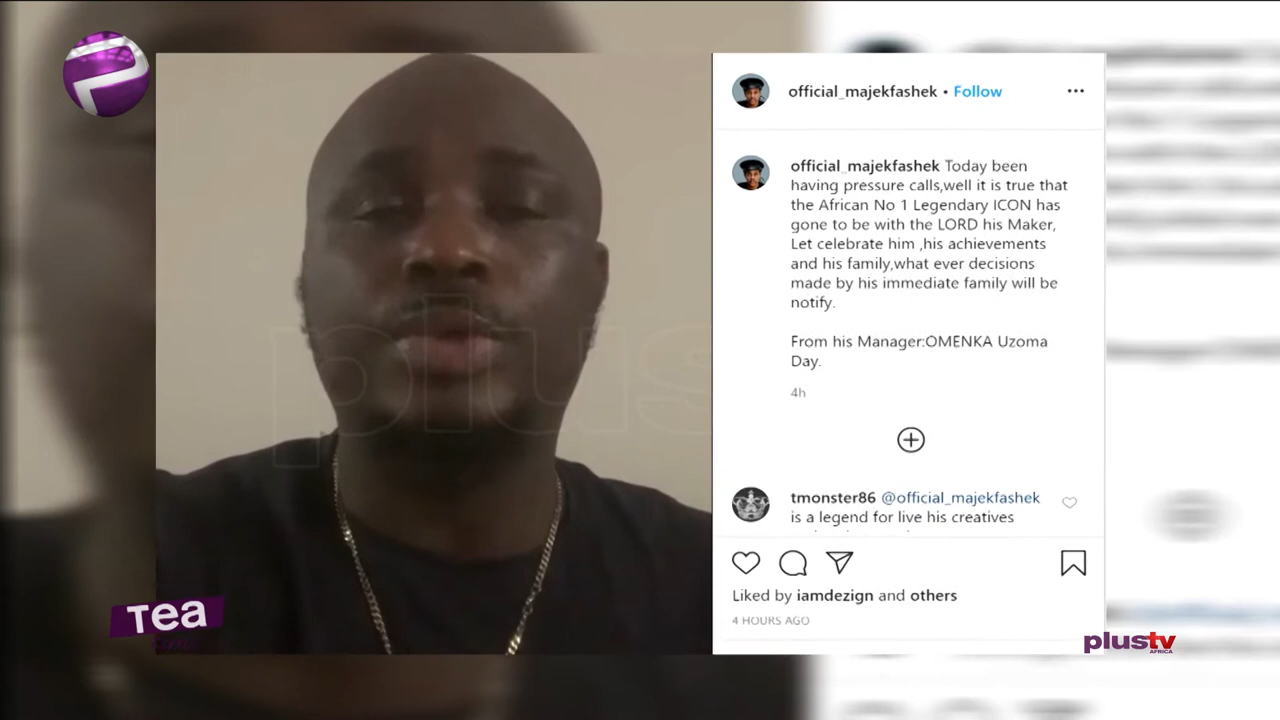 official_majekfashek • Follow
official_majekfashek Today been
having pressure calls,well it is true that
the African No 1 Legendary ICON has
gone to be with the LORD his Maker,
Let celebrate him ,his achievements
and his family,what ever decisions
made by his immediate family will be
notify.
From his Manager:OMENKA Uzoma
Day.
4h
tmonster86 @official_majekfashek
is a legend for live his creatives
Liked by iamdezign and others
4 HOURS AGO
plus
Tea
plustv
AFRICA